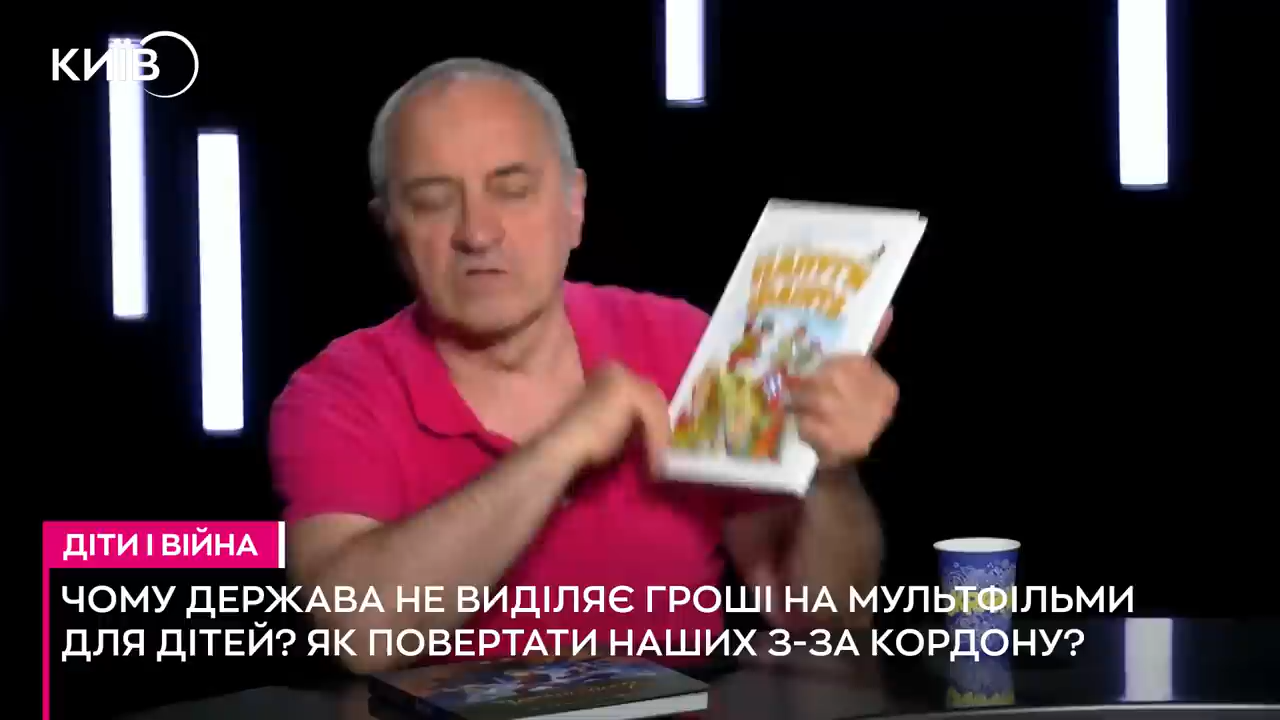 КИЇВ
ДІТИ І ВІЙНА
ЧОМУ ДЕРЖАВА НЕ ВИДІЛЯЄ ГРОШІ НА МУЛЬТФІЛЬМИ
ДЛЯ ДІТЕЙ? ЯК ПОВЕРТАТИ НАШИХ З-ЗА КОРДОНУ?